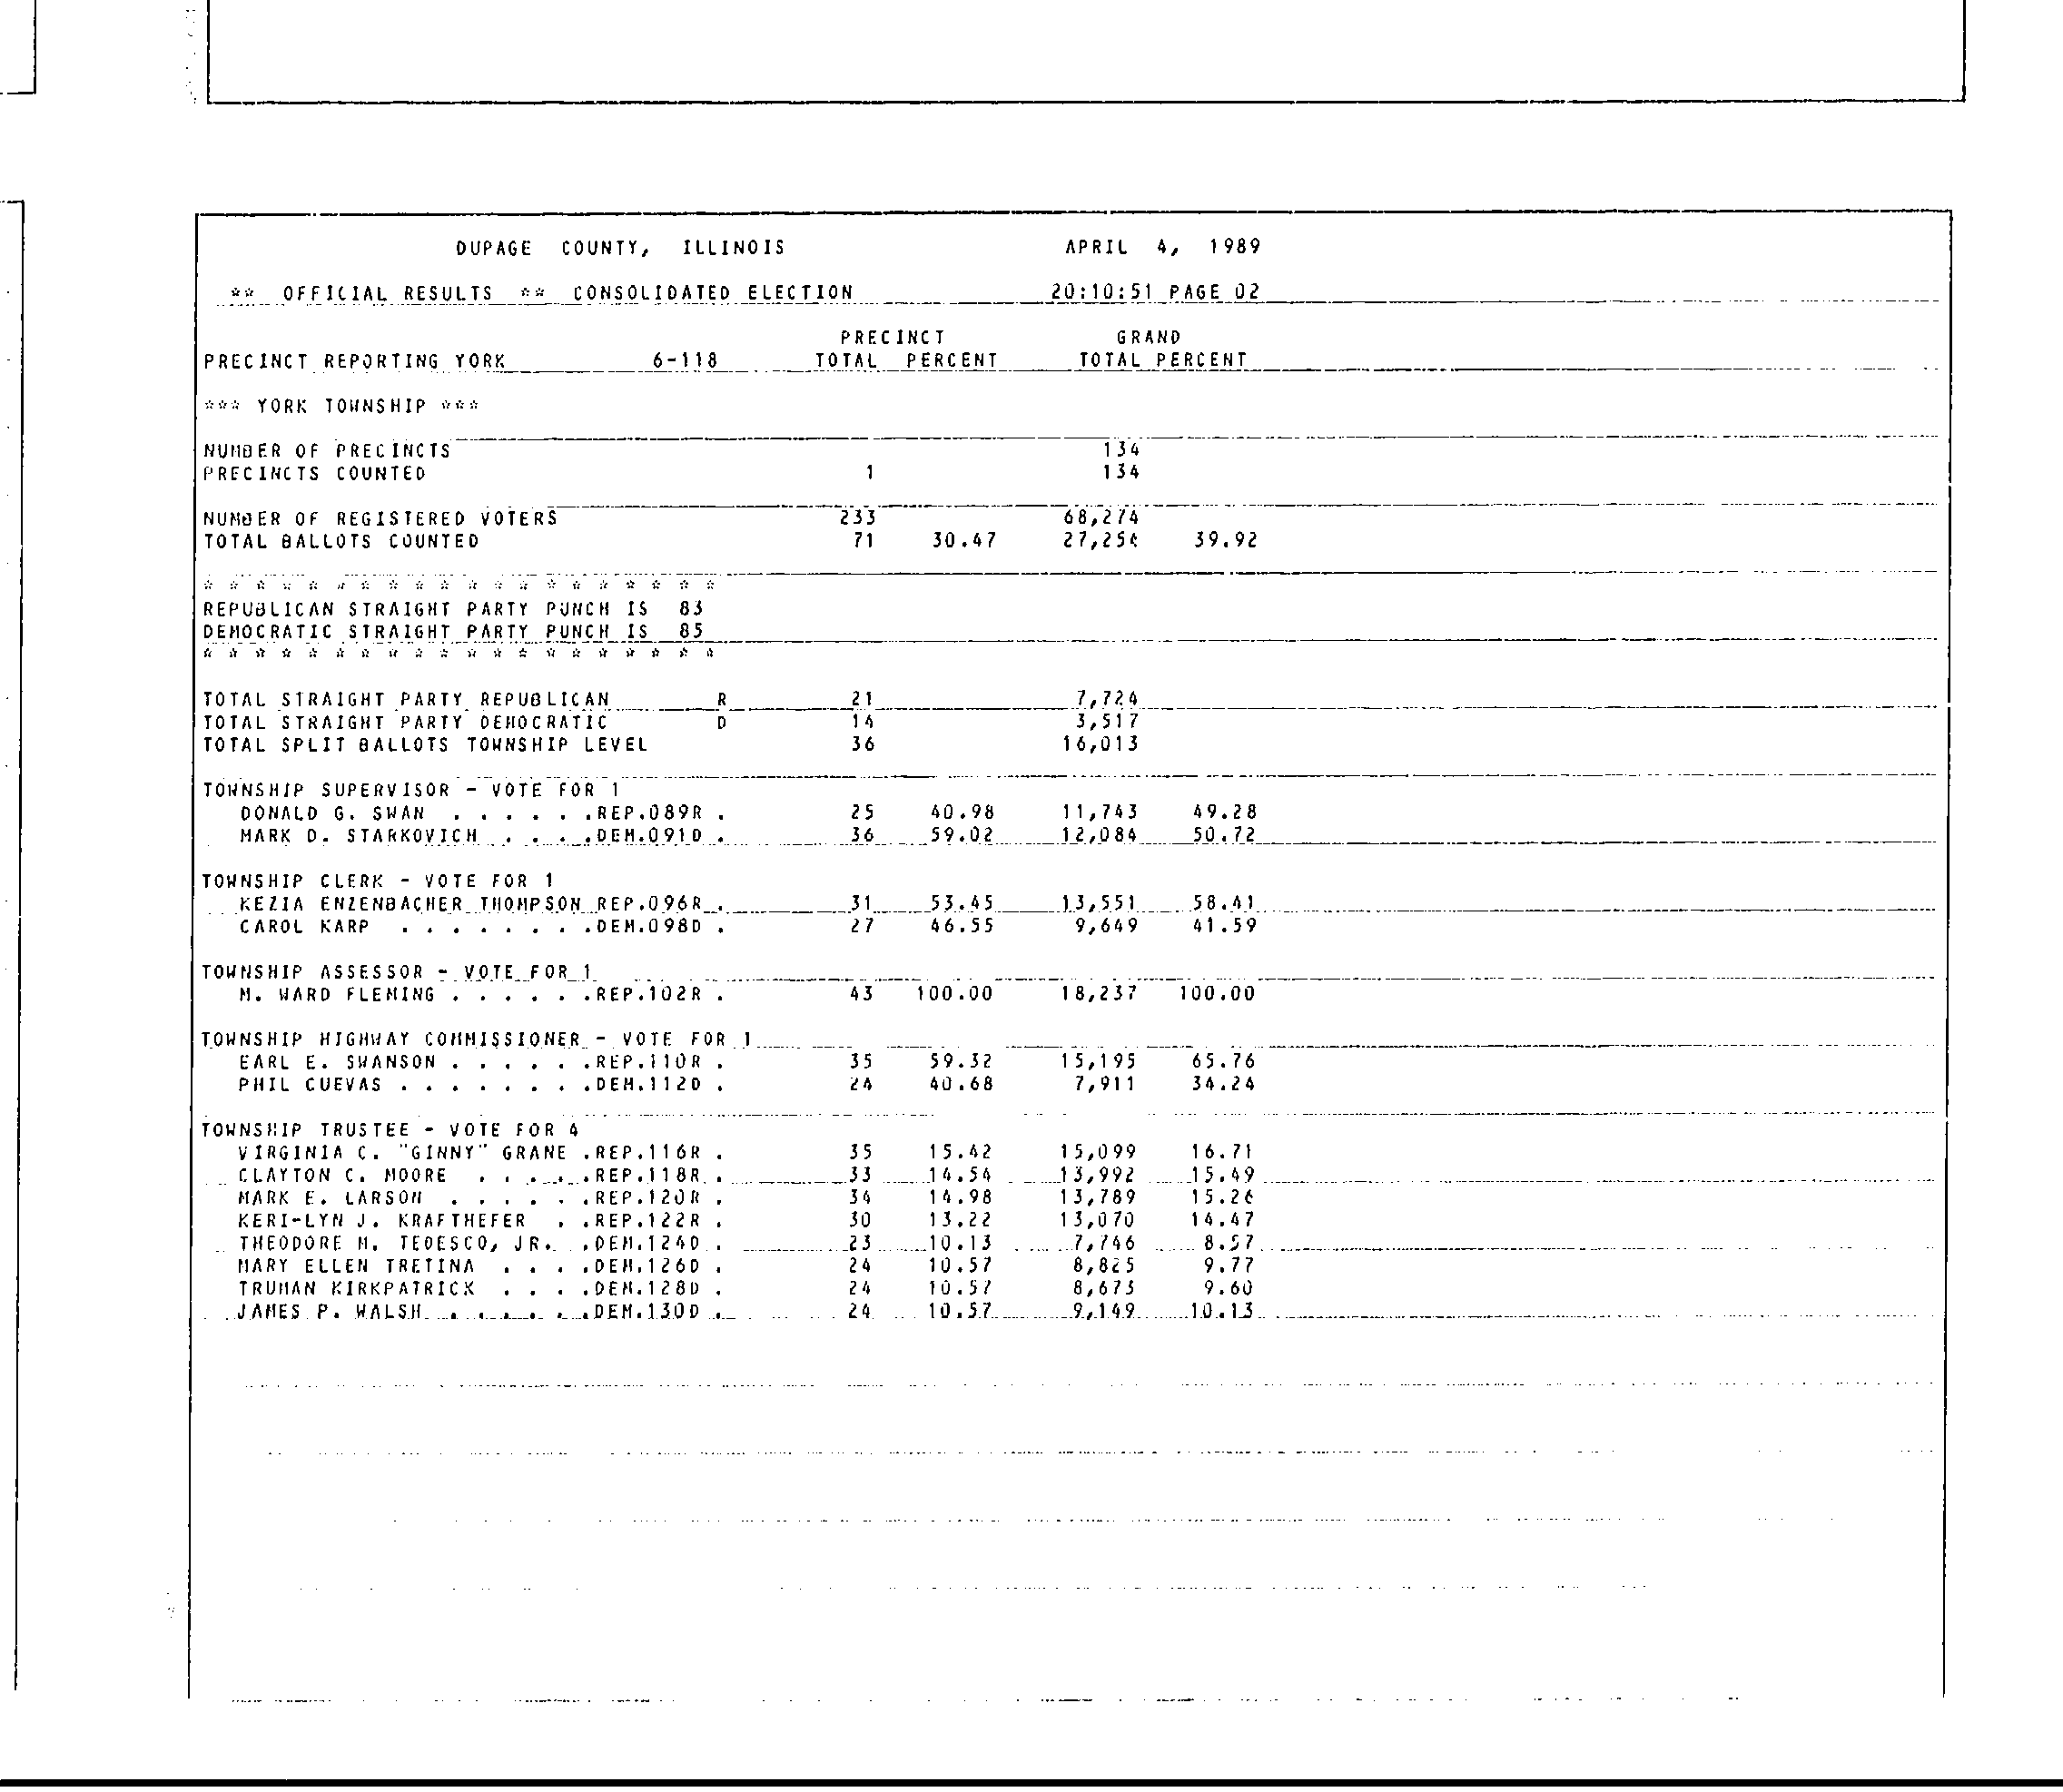 DUPAGE COUNTY, ILLINOIS APRIL 4, 1989
** OFFICIAL RESULTS ** CONSOLIDATED ELECTION 20:10:51 PAGE 02
PRECINCT GRAND
PRECINCT REPORTING YORK 6-118 TOTAL PERCENT TOTAL PERCENT
*** YORK TOWNSHIP ***
NUMBER OF PRECINCTS 134
PRECINCTS COUNTED 1 134
NUMBER OF REGISTERED VOTERS 233 68,274
TOTAL BALLOTS COUNTED 71 30.47 27,254 39.92
* * * * * * * * * * * * * * * * * * * *
REPUBLICAN STRAIGHT PARTY PUNCH IS 83
DEMOCRATIC STRAIGHT PARTY PUNCH IS 85
* * * * * * * * * * * * * * * * * * * *
TOTAL STRAIGHT PARTY REPUBLICAN R 21 7,724
TOTAL STRAIGHT PARTY DEMOCRATIC D 14 3,517
TOTAL SPLIT BALLOTS TOWNSHIP LEVEL 36 16,013
TOWNSHIP SUPERVISOR - VOTE FOR 1
DONALD G. SWAN . . . . . .REP.089R . 25 40.98 11,743 49.28
MARK D. STARKOVICH . . . .DEM.091D . 36 59.02 12,084 50.72
TOWNSHIP CLERK - VOTE FOR 1
KEZIA ENZENBACHER THOMPSON REP.096R . 31 53.45 13,551 58.41
CAROL KARP . . . . . . . .DEM.098D . 27 46.55 9,649 41.59
TOWNSHIP ASSESSOR - VOTE FOR 1
M. WARD FLEMING . . . . . .REP.102R . 43 100.00 18,237 100.00
TOWNSHIP HIGHWAY COMMISSIONER - VOTE FOR 1
EARL E. SWANSON . . . . . .REP.110R . 35 59.32 15,195 65.76
PHIL CUEVAS . . . . . . . .DEM.112D . 24 40.68 7,911 34.24
TOWNSHIP TRUSTEE - VOTE FOR 4
VIRGINIA C. "GINNY" GRANE .REP.116R . 35 15.42 15,099 16.71
CLAYTON C. MOORE . . . . .REP.118R . 33 14.54 13,992 15.49
MARK E. LARSON . . . . . .REP.120R . 34 14.98 13,789 15.26
KERI-LYN J. KRAFTHEFER . .REP.122R . 30 13.22 13,070 14.47
THEODORE M. TEDESCO, JR. .DEM.124D . 23 10.13 7,746 8.57
MARY ELLEN TRETINA . . . .DEM.126D . 24 10.57 8,825 9.77
TRUMAN KIRKPATRICK . . . .DEM.128D . 24 10.57 8,673 9.60
JAMES P. WALSH . . . . . .DEM.130D . 24 10.57 9,149 10.13